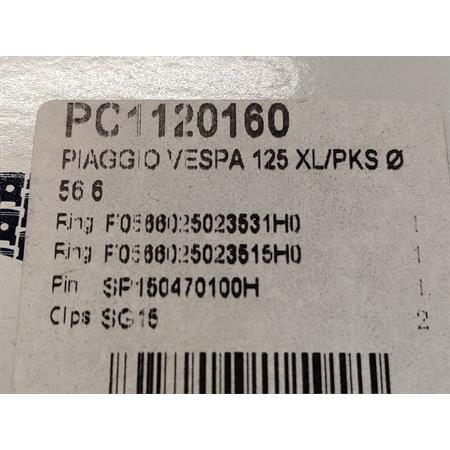 PC1120160
PIAGGIO VESPA 125 XL/PKS Ø
56 6
Ring F0566025023531H0 1
Ring F0566025023515H0 1
Pin SP150470100H 1
Clps SG15 2